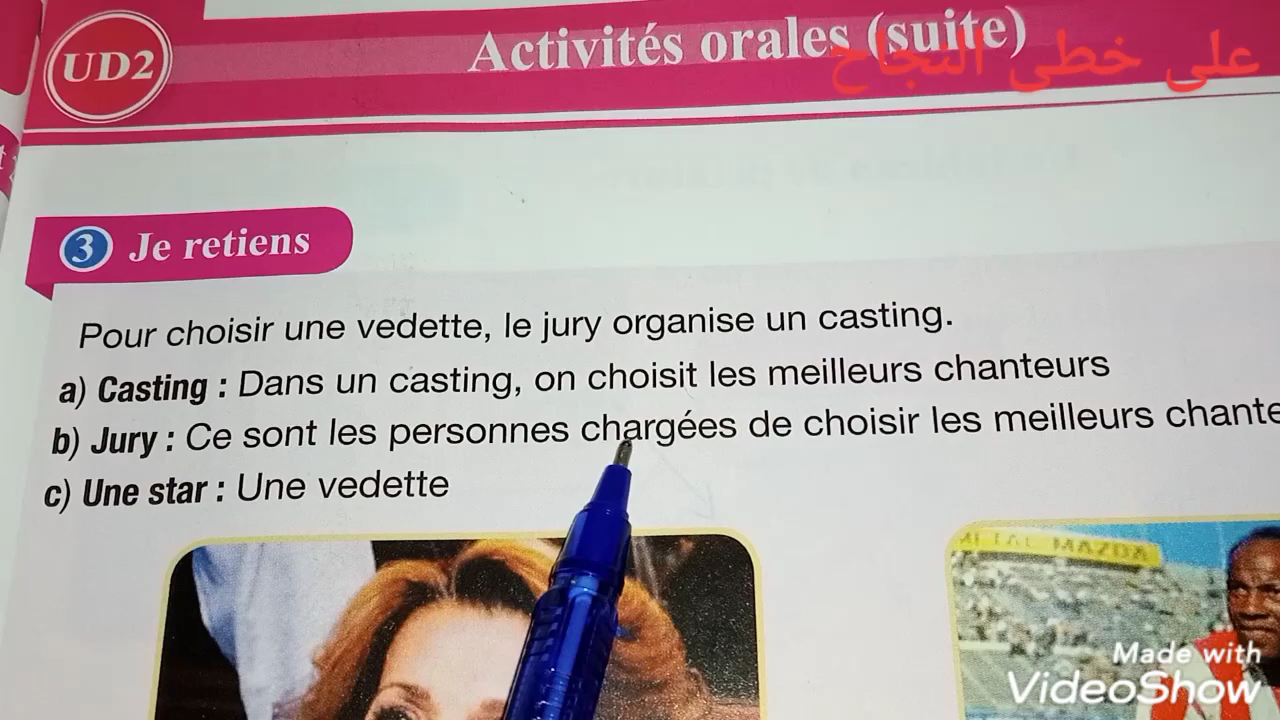 UD2
Activités orales (suite)
على خطى النجاح
3 Je retiens
Pour choisir une vedette, le jury organise un casting.
a) Casting : Dans un casting, on choisit les meilleurs chanteurs
b) Jury : Ce sont les personnes chargées de choisir les meilleurs chante
c) Une star : Une vedette
MAZDA
Made with
VideoShow